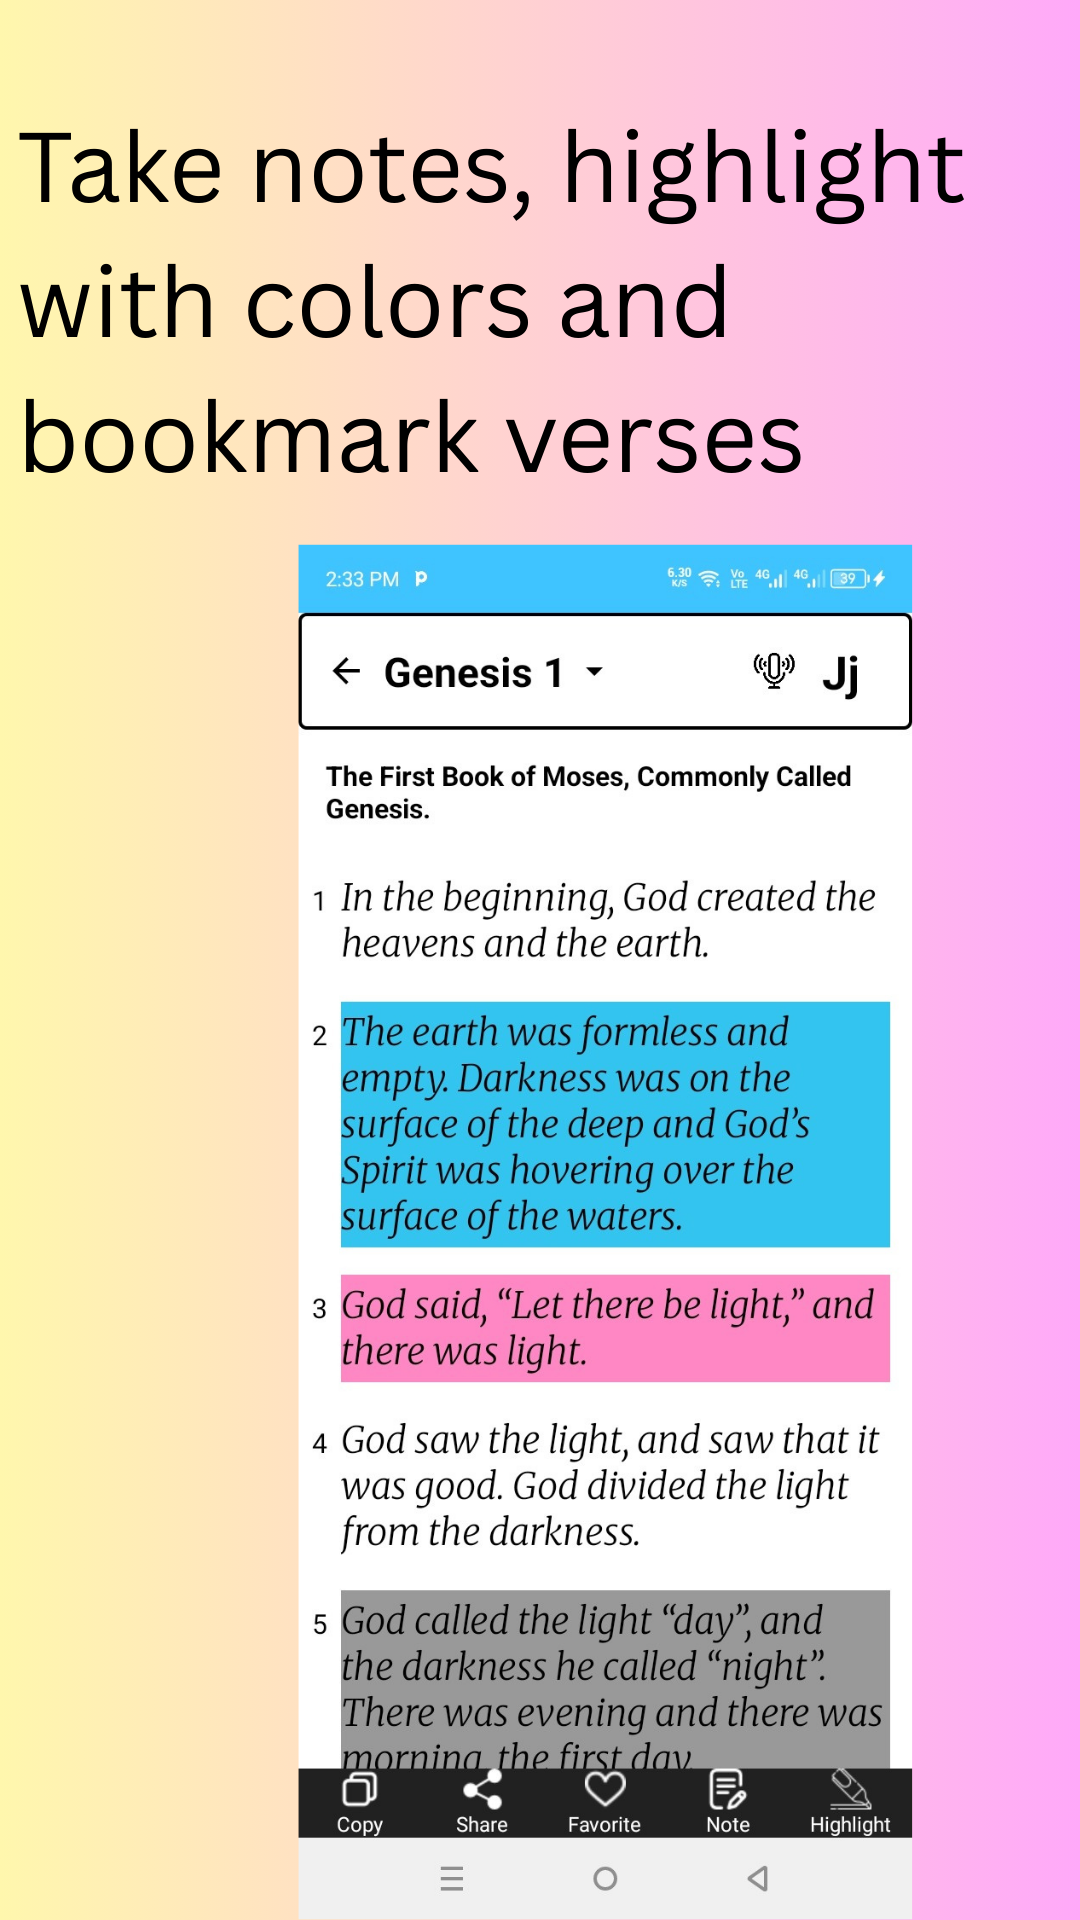 Take notes, highlight
with colors and
bookmark verses
2:33 PM P 6.30 K/S Vo LTE 4G 4G 39
Genesis 1 Jj
The First Book of Moses, Commonly Called
Genesis.
1 In the beginning, God created the
heavens and the earth.
2 The earth was formless and
empty. Darkness was on the
surface of the deep and God’s
Spirit was hovering over the
surface of the waters.
3 God said, “Let there be light,” and
there was light.
4 God saw the light, and saw that it
was good. God divided the light
from the darkness.
5 God called the light “day”, and
the darkness he called “night”.
There was evening and there was
morning, the first day.
Copy Share Favorite Note Highlight